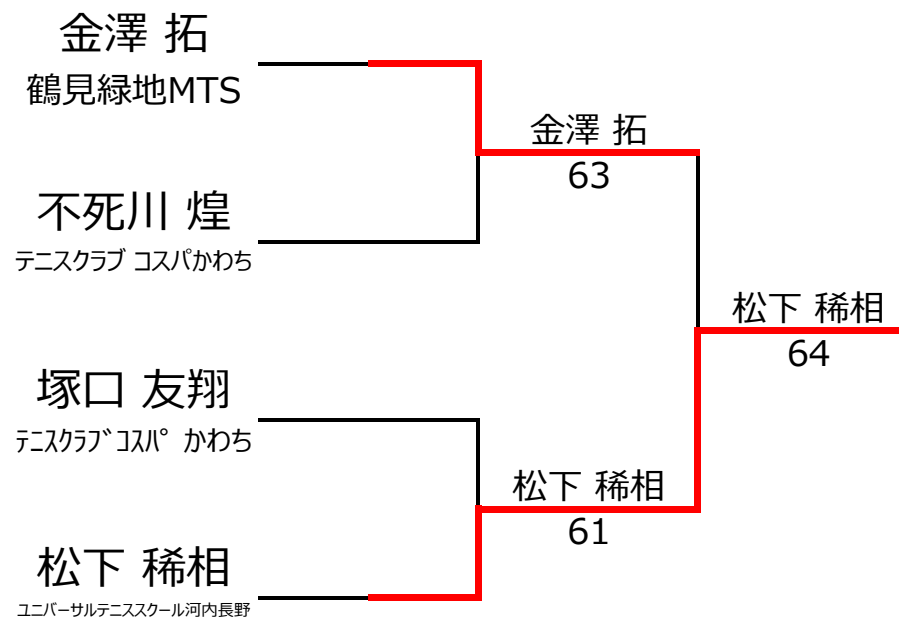 金澤 拓
鶴見緑地MTS
金澤 拓
63
不死川 煌
テニスクラブ コスパかわち
松下 稀相
64
塚口 友翔
ﾃﾆｽｸﾗﾌﾞｺｽﾊﾟ かわち
松下 稀相
61
松下 稀相
ユニバーサルテニススクール河内長野